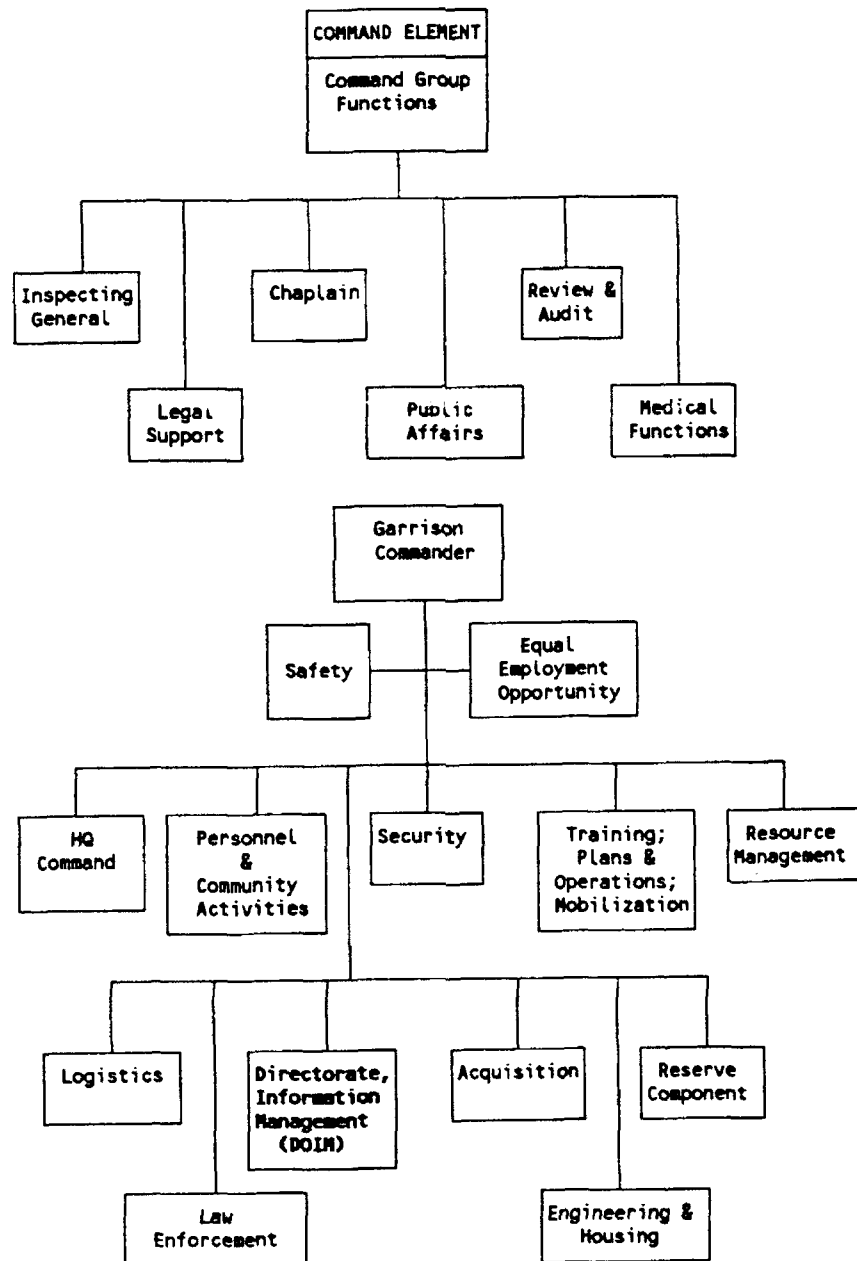 COMMAND ELEMENT
Command Group
Functions
Inspecting
General
Chaplain
Review &
Audit
Legal
Support
Public
Affairs
Medical
Functions
Garrison
Commander
Safety
Equal
Employment
Opportunity
HQ
Command
Personnel
&
Community
Activities
Security
Training;
Plans &
Operations;
Mobilization
Resource
Management
Logistics
Directorate,
Information
Management
(DOIM)
Acquisition
Reserve
Component
Law
Enforcement
Engineering &
Housing